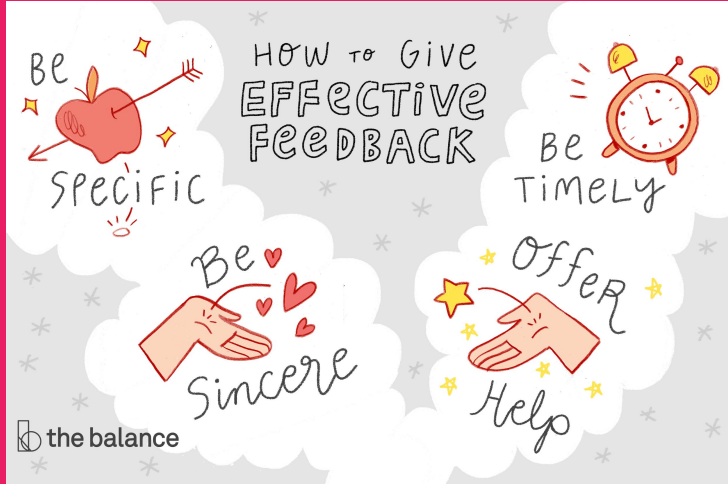 HOW TO GIVE
EFFECTIVE
FEEDBACK
BE
SPECIFIC
BE
TIMELY
Be
Sincere
OFFER
Help
the balance